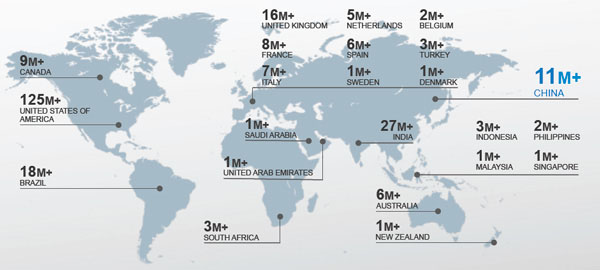 16M+
UNITED KINGDOM
5M+
NETHERLANDS
2M+
BELGIUM
8M+
FRANCE
6M+
SPAIN
3M+
TURKEY
9M+
CANADA
7M+
ITALY
1M+
SWEDEN
1M+
DENMARK
11M+
CHINA
125M+
UNITED STATES OF
AMERICA
1M+
SAUDI ARABIA
27M+
INDIA
3M+
INDONESIA
2M+
PHILIPPINES
18M+
BRAZIL
1M+
UNITED ARAB EMIRATES
1M+
MALAYSIA
1M+
SINGAPORE
6M+
AUSTRALIA
3M+
SOUTH AFRICA
1M+
NEW ZEALAND